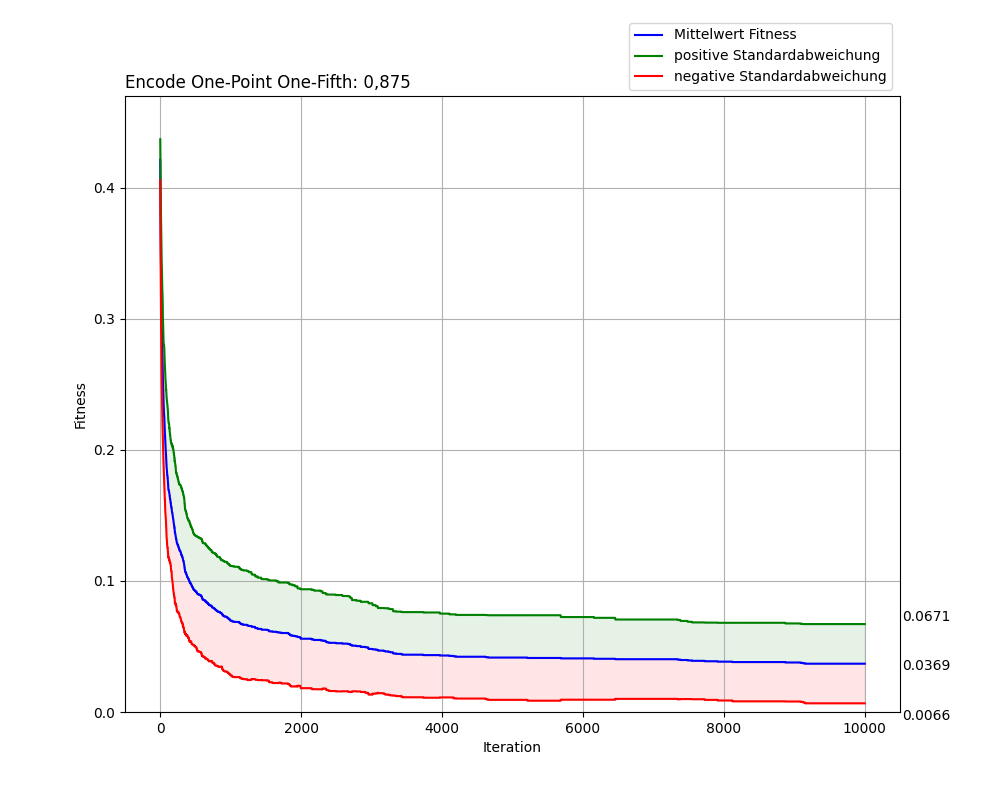 Mittelwert Fitness
positive Standardabweichung
negative Standardabweichung
Encode One-Point One-Fifth: 0,875
Fitness
0.4
0.3
0.2
0.1
0.0
0.0671
0.0369
0.0066
0
2000
4000
6000
8000
10000
Iteration